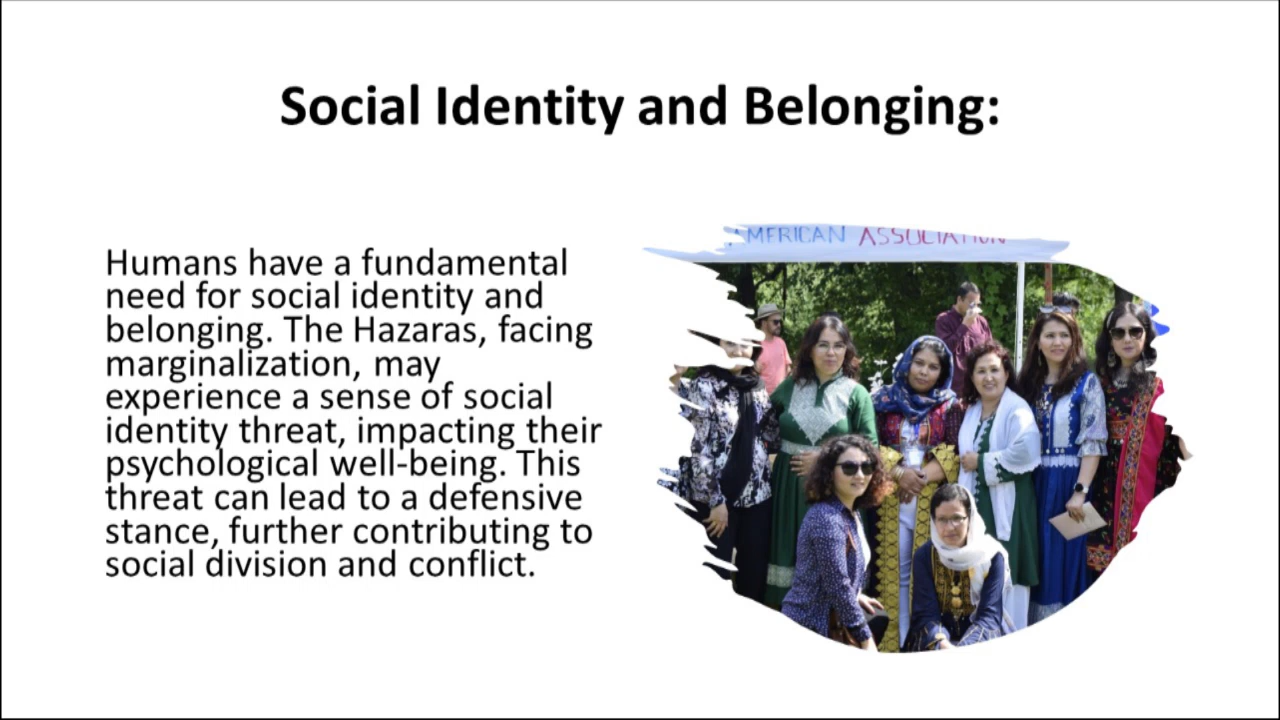 Social Identity and Belonging:
AMERICAN ASSOCIATION
Humans have a fundamental
need for social identity and
belonging. The Hazaras, facing
marginalization, may
experience a sense of social
identity threat, impacting their
psychological well-being. This
threat can lead to a defensive
stance, further contributing to
social division and conflict.